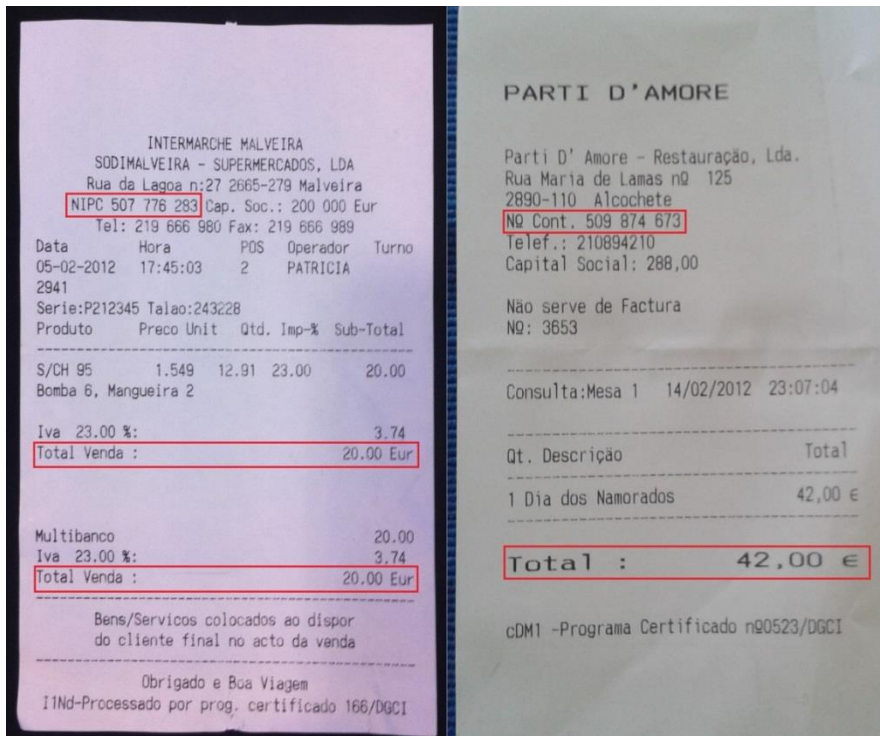 INTERMARCHE MALVEIRA
SODIMALVEIRA - SUPERMERCADOS, LDA
Rua da Lagoa n:27 2665-279 Malveira
NIPC 507 776 283 Cap. Soc.: 200 000 Eur
Tel: 219 666 980 Fax: 219 666 989
Data Hora POS Operador Turno
05-02-2012 17:45:03 2 PATRICIA
2941
Serie:P212345 Talao:243228
Produto Preco Unit Qtd. Imp-% Sub-Total
S/CH 95 1.549 12.91 23.00 20.00
Bomba 6, Mangueira 2
Iva 23.00 %: 3.74
Total Venda : 20.00 Eur
Multibanco 20.00
Iva 23.00 %: 3.74
Total Venda : 20.00 Eur
Bens/Servicos colocados ao dispor
do cliente final no acto da venda
Obrigado e Boa Viagem
I1Nd-Processado por prog. certificado 166/DGCI
PARTI D'AMORE
Parti D' Amore - Restauração, Lda.
Rua Maria de Lamas nº 125
2890-110 Alcochete
Nº Cont. 509 874 673
Telef.: 210894210
Capital Social: 288,00
Não serve de Factura
Nº: 3653
Consulta:Mesa 1 14/02/2012 23:07:04
Qt. Descrição Total
1 Dia dos Namorados 42,00 €
Total : 42,00 €
cDM1 -Programa Certificado nº0523/DGCI